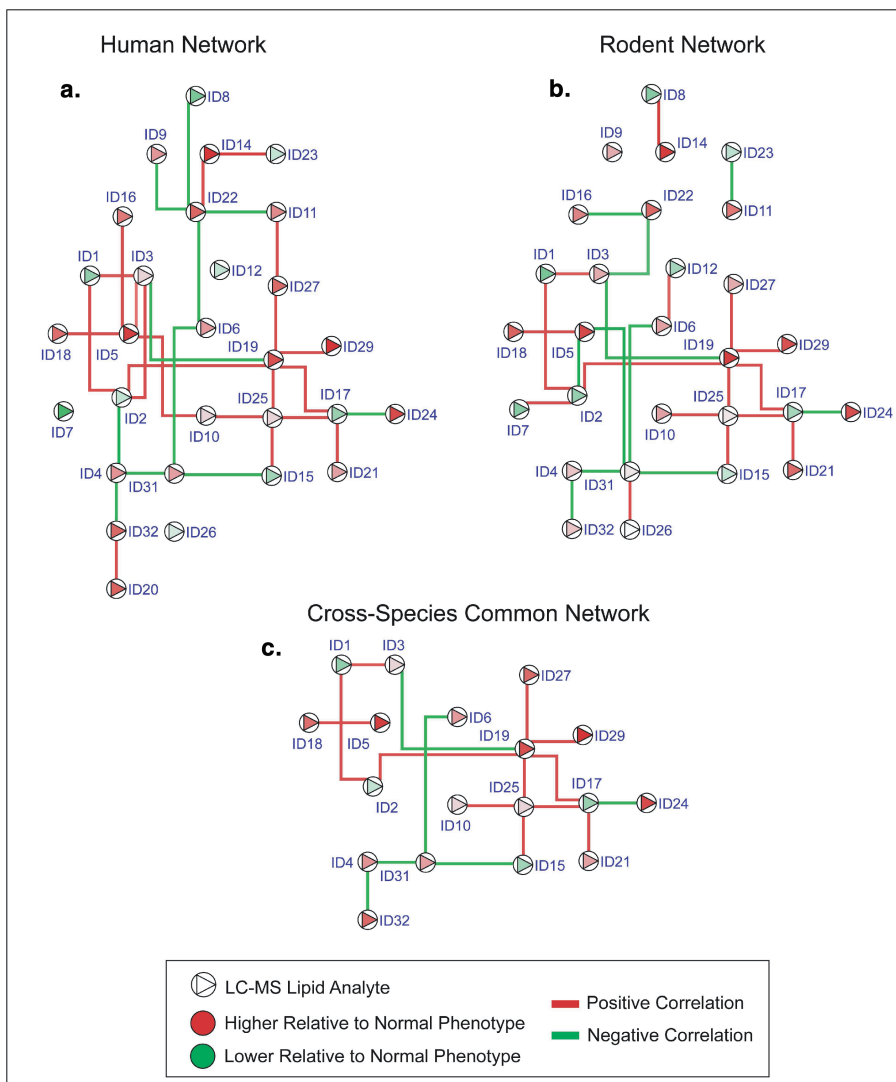 Human Network
Rodent Network
a.
b.
ID8
ID8
ID9
ID14
ID23
ID9
ID14
ID23
ID16
ID22
ID11
ID16
ID22
ID11
ID1
ID3
ID12
ID1
ID3
ID12
ID27
ID27
ID6
ID6
ID18
ID5
ID19
ID29
ID18
ID5
ID19
ID29
ID2
ID25
ID17
ID2
ID25
ID17
ID7
ID10
ID24
ID7
ID10
ID24
ID4
ID31
ID15
ID21
ID4
ID31
ID15
ID21
ID32
ID26
ID32
ID26
ID20
Cross-Species Common Network
c.
ID1
ID3
ID27
ID6
ID18
ID5
ID19
ID29
ID2
ID25
ID17
ID10
ID24
ID4
ID31
ID15
ID21
ID32
LC-MS Lipid Analyte
Higher Relative to Normal Phenotype
Lower Relative to Normal Phenotype
Positive Correlation
Negative Correlation